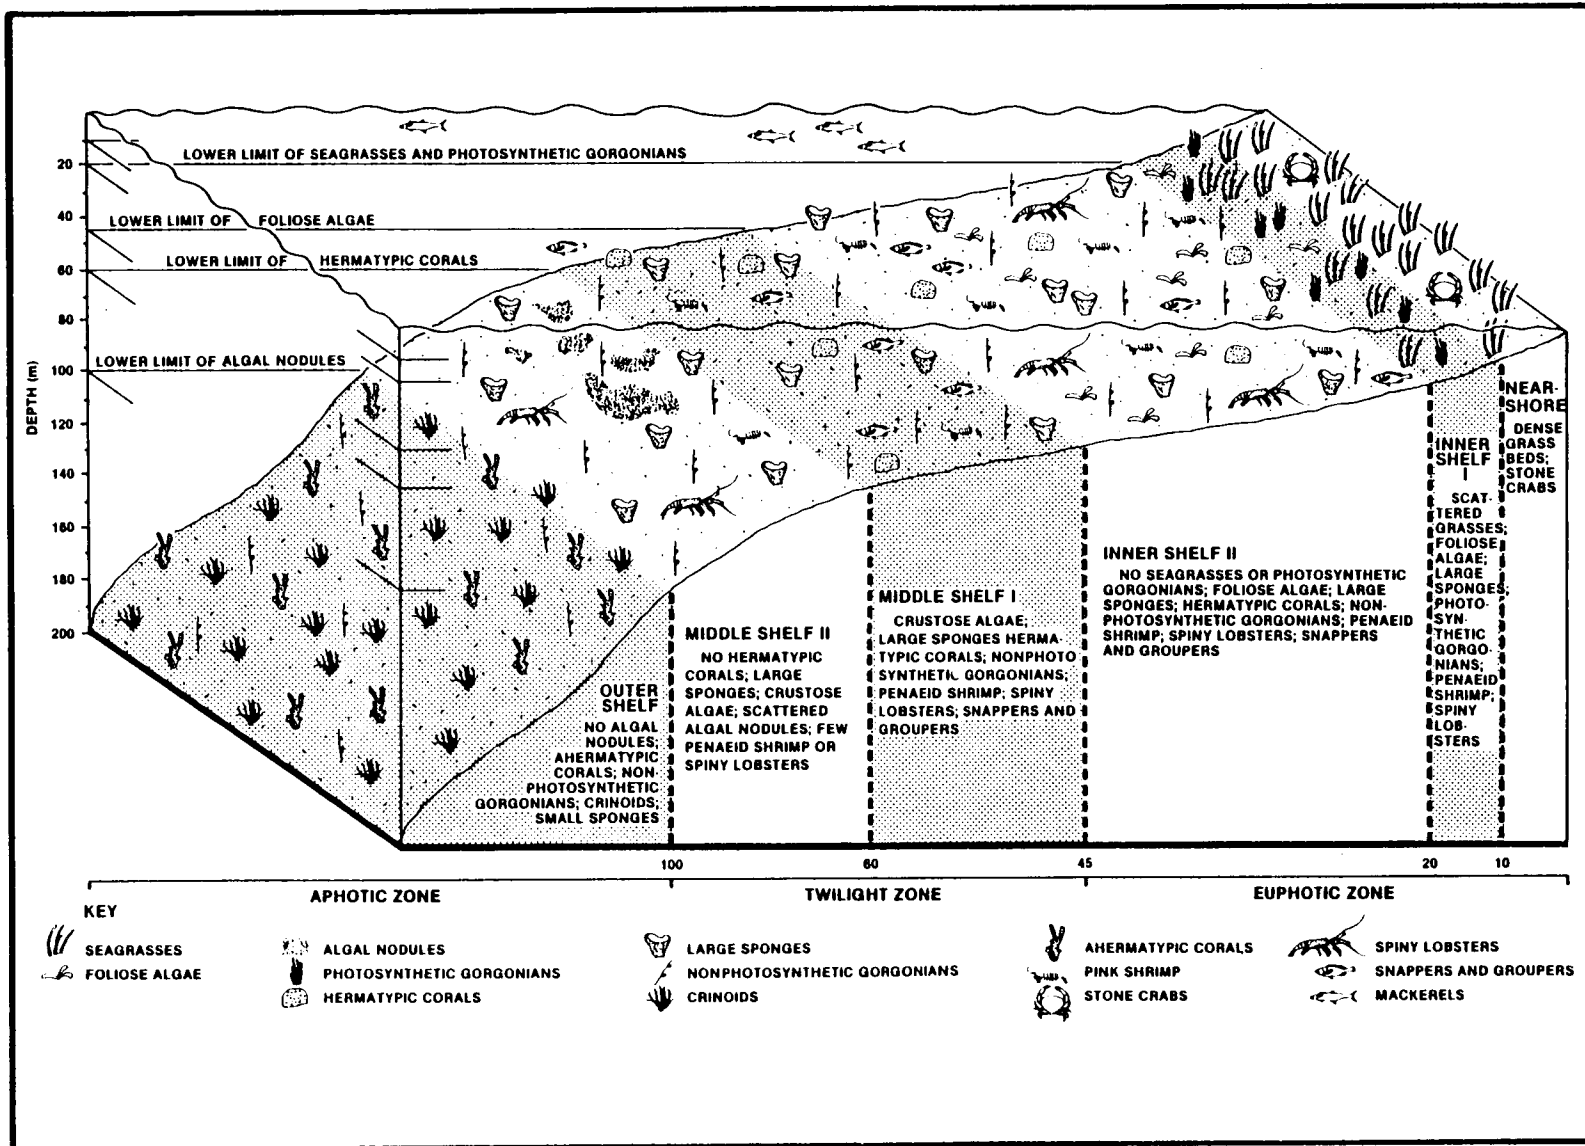 LOWER LIMIT OF SEAGRASSES AND PHOTOSYNTHETIC GORGONIANS
LOWER LIMIT OF FOLIOSE ALGAE
LOWER LIMIT OF HERMATYPIC CORALS
LOWER LIMIT OF ALGAL NODULES
DEPTH (m)
20
40
60
80
100
120
140
160
180
200
OUTER
SHELF
NO ALGAL
NODULES;
AHERMATYPIC
CORALS; NON-
PHOTOSYNTHETIC
GORGONIANS; CRINOIDS;
SMALL SPONGES
MIDDLE SHELF II
NO HERMATYPIC
CORALS; LARGE
SPONGES; CRUSTOSE
ALGAE; SCATTERED
ALGAL NODULES; FEW
PENAEID SHRIMP OR
SPINY LOBSTERS
MIDDLE SHELF I
CRUSTOSE ALGAE;
LARGE SPONGES HERMA-
TYPIC CORALS; NONPHOTO
SYNTHETIC GORGONIANS;
PENAEID SHRIMP; SPINY
LOBSTERS; SNAPPERS AND
GROUPERS
INNER SHELF II
NO SEAGRASSES OR PHOTOSYNTHETIC
GORGONIANS; FOLIOSE ALGAE; LARGE
SPONGES; HERMATYPIC CORALS; NON-
PHOTOSYNTHETIC GORGONIANS; PENAEID
SHRIMP; SPINY LOBSTERS; SNAPPERS
AND GROUPERS
INNER
SHELF
I
SCAT-
TERED
GRASSES;
FOLIOSE
ALGAE;
LARGE
SPONGES;
PHOTO-
SYN-
THETIC
GORGO-
NIANS;
PENAEID
SHRIMP;
SPINY
LOB-
STERS
NEAR-
SHORE
DENSE
GRASS
BEDS;
STONE
CRABS
100
60
45
20
10
APHOTIC ZONE
TWILIGHT ZONE
EUPHOTIC ZONE
KEY
SEAGRASSES
FOLIOSE ALGAE
ALGAL NODULES
PHOTOSYNTHETIC GORGONIANS
HERMATYPIC CORALS
LARGE SPONGES
NONPHOTOSYNTHETIC GORGONIANS
CRINOIDS
AHERMATYPIC CORALS
PINK SHRIMP
STONE CRABS
SPINY LOBSTERS
SNAPPERS AND GROUPERS
MACKERELS